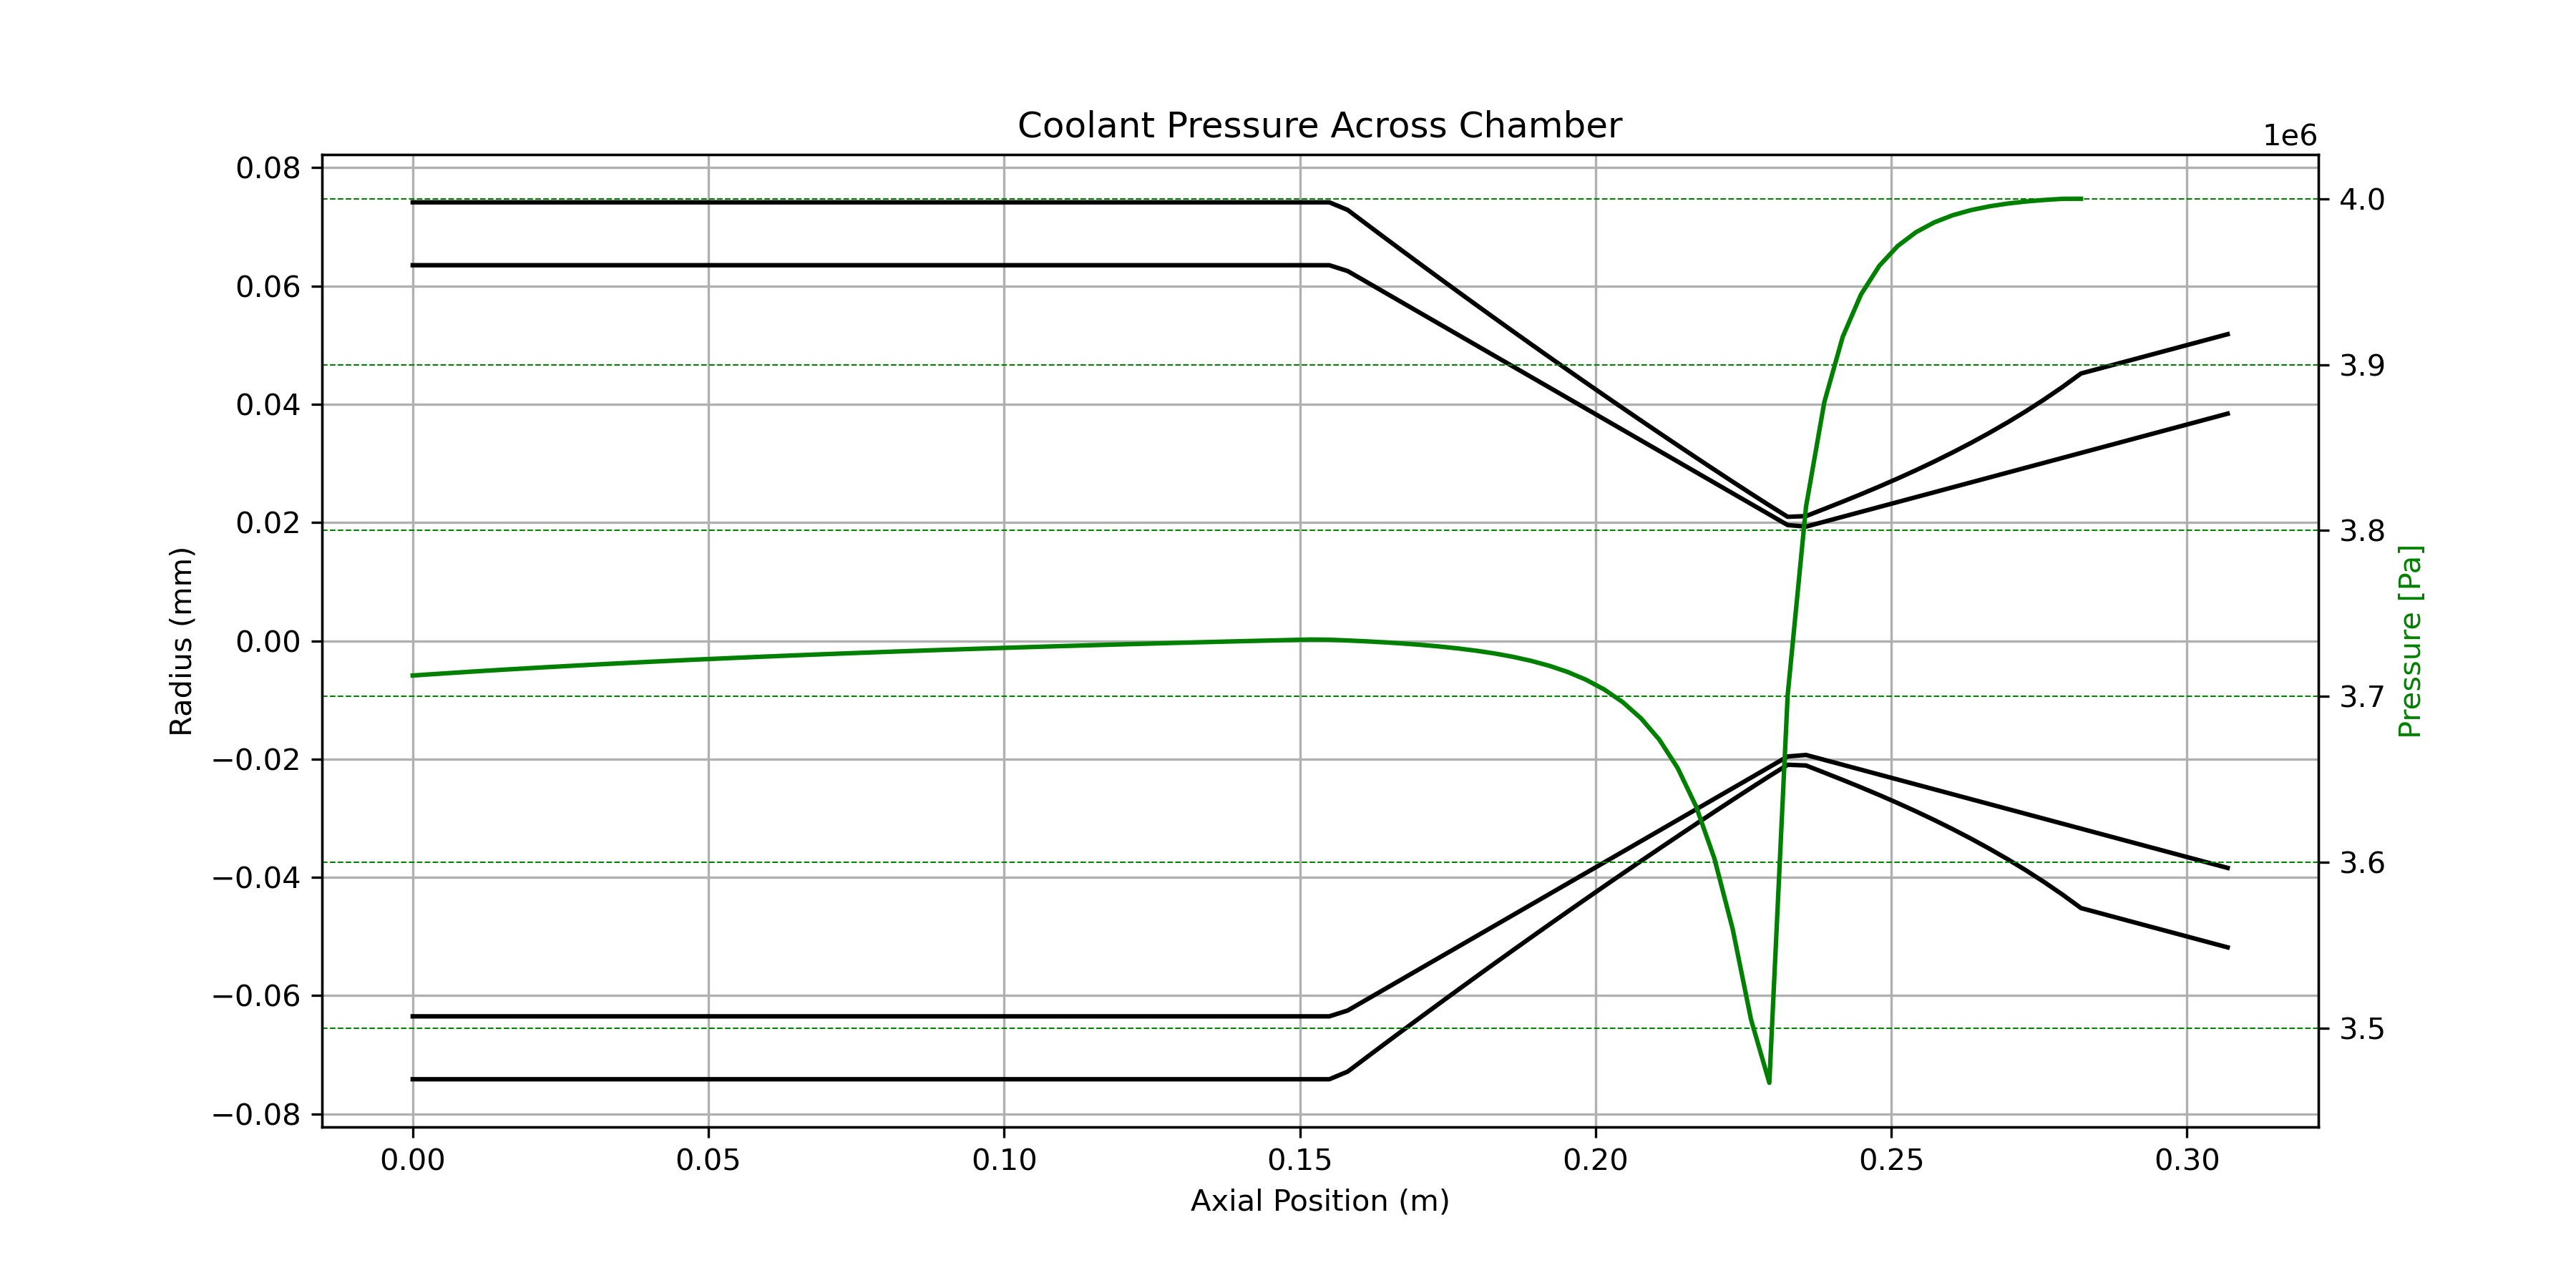 Coolant Pressure Across Chamber
1e6
0.08
0.06
0.04
0.02
0.00
−0.02
−0.04
−0.06
−0.08
Radius (mm)
4.0
3.9
3.8
3.7
3.6
3.5
Pressure [Pa]
0.00 0.05 0.10 0.15 0.20 0.25 0.30
Axial Position (m)